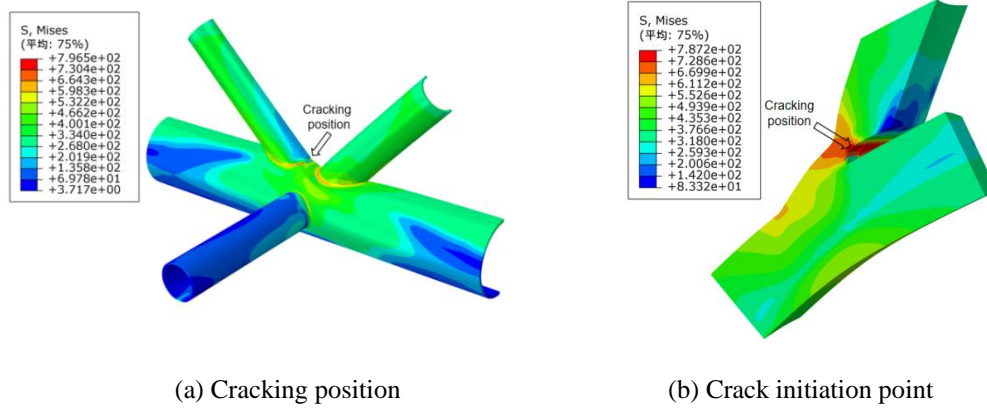 S, Mises
(平均: 75%)
+7.965e+02
+7.304e+02
+6.643e+02
+5.983e+02
+5.322e+02
+4.662e+02
+4.001e+02
+3.340e+02
+2.680e+02
+2.019e+02
+1.358e+02
+6.978e+01
+3.717e+00
Cracking
position
S, Mises
(平均: 75%)
+7.872e+02
+7.286e+02
+6.699e+02
+6.112e+02
+5.526e+02
+4.939e+02
+4.353e+02
+3.766e+02
+3.180e+02
+2.593e+02
+2.006e+02
+1.420e+02
+8.332e+01
Cracking
position
(a) Cracking position
(b) Crack initiation point